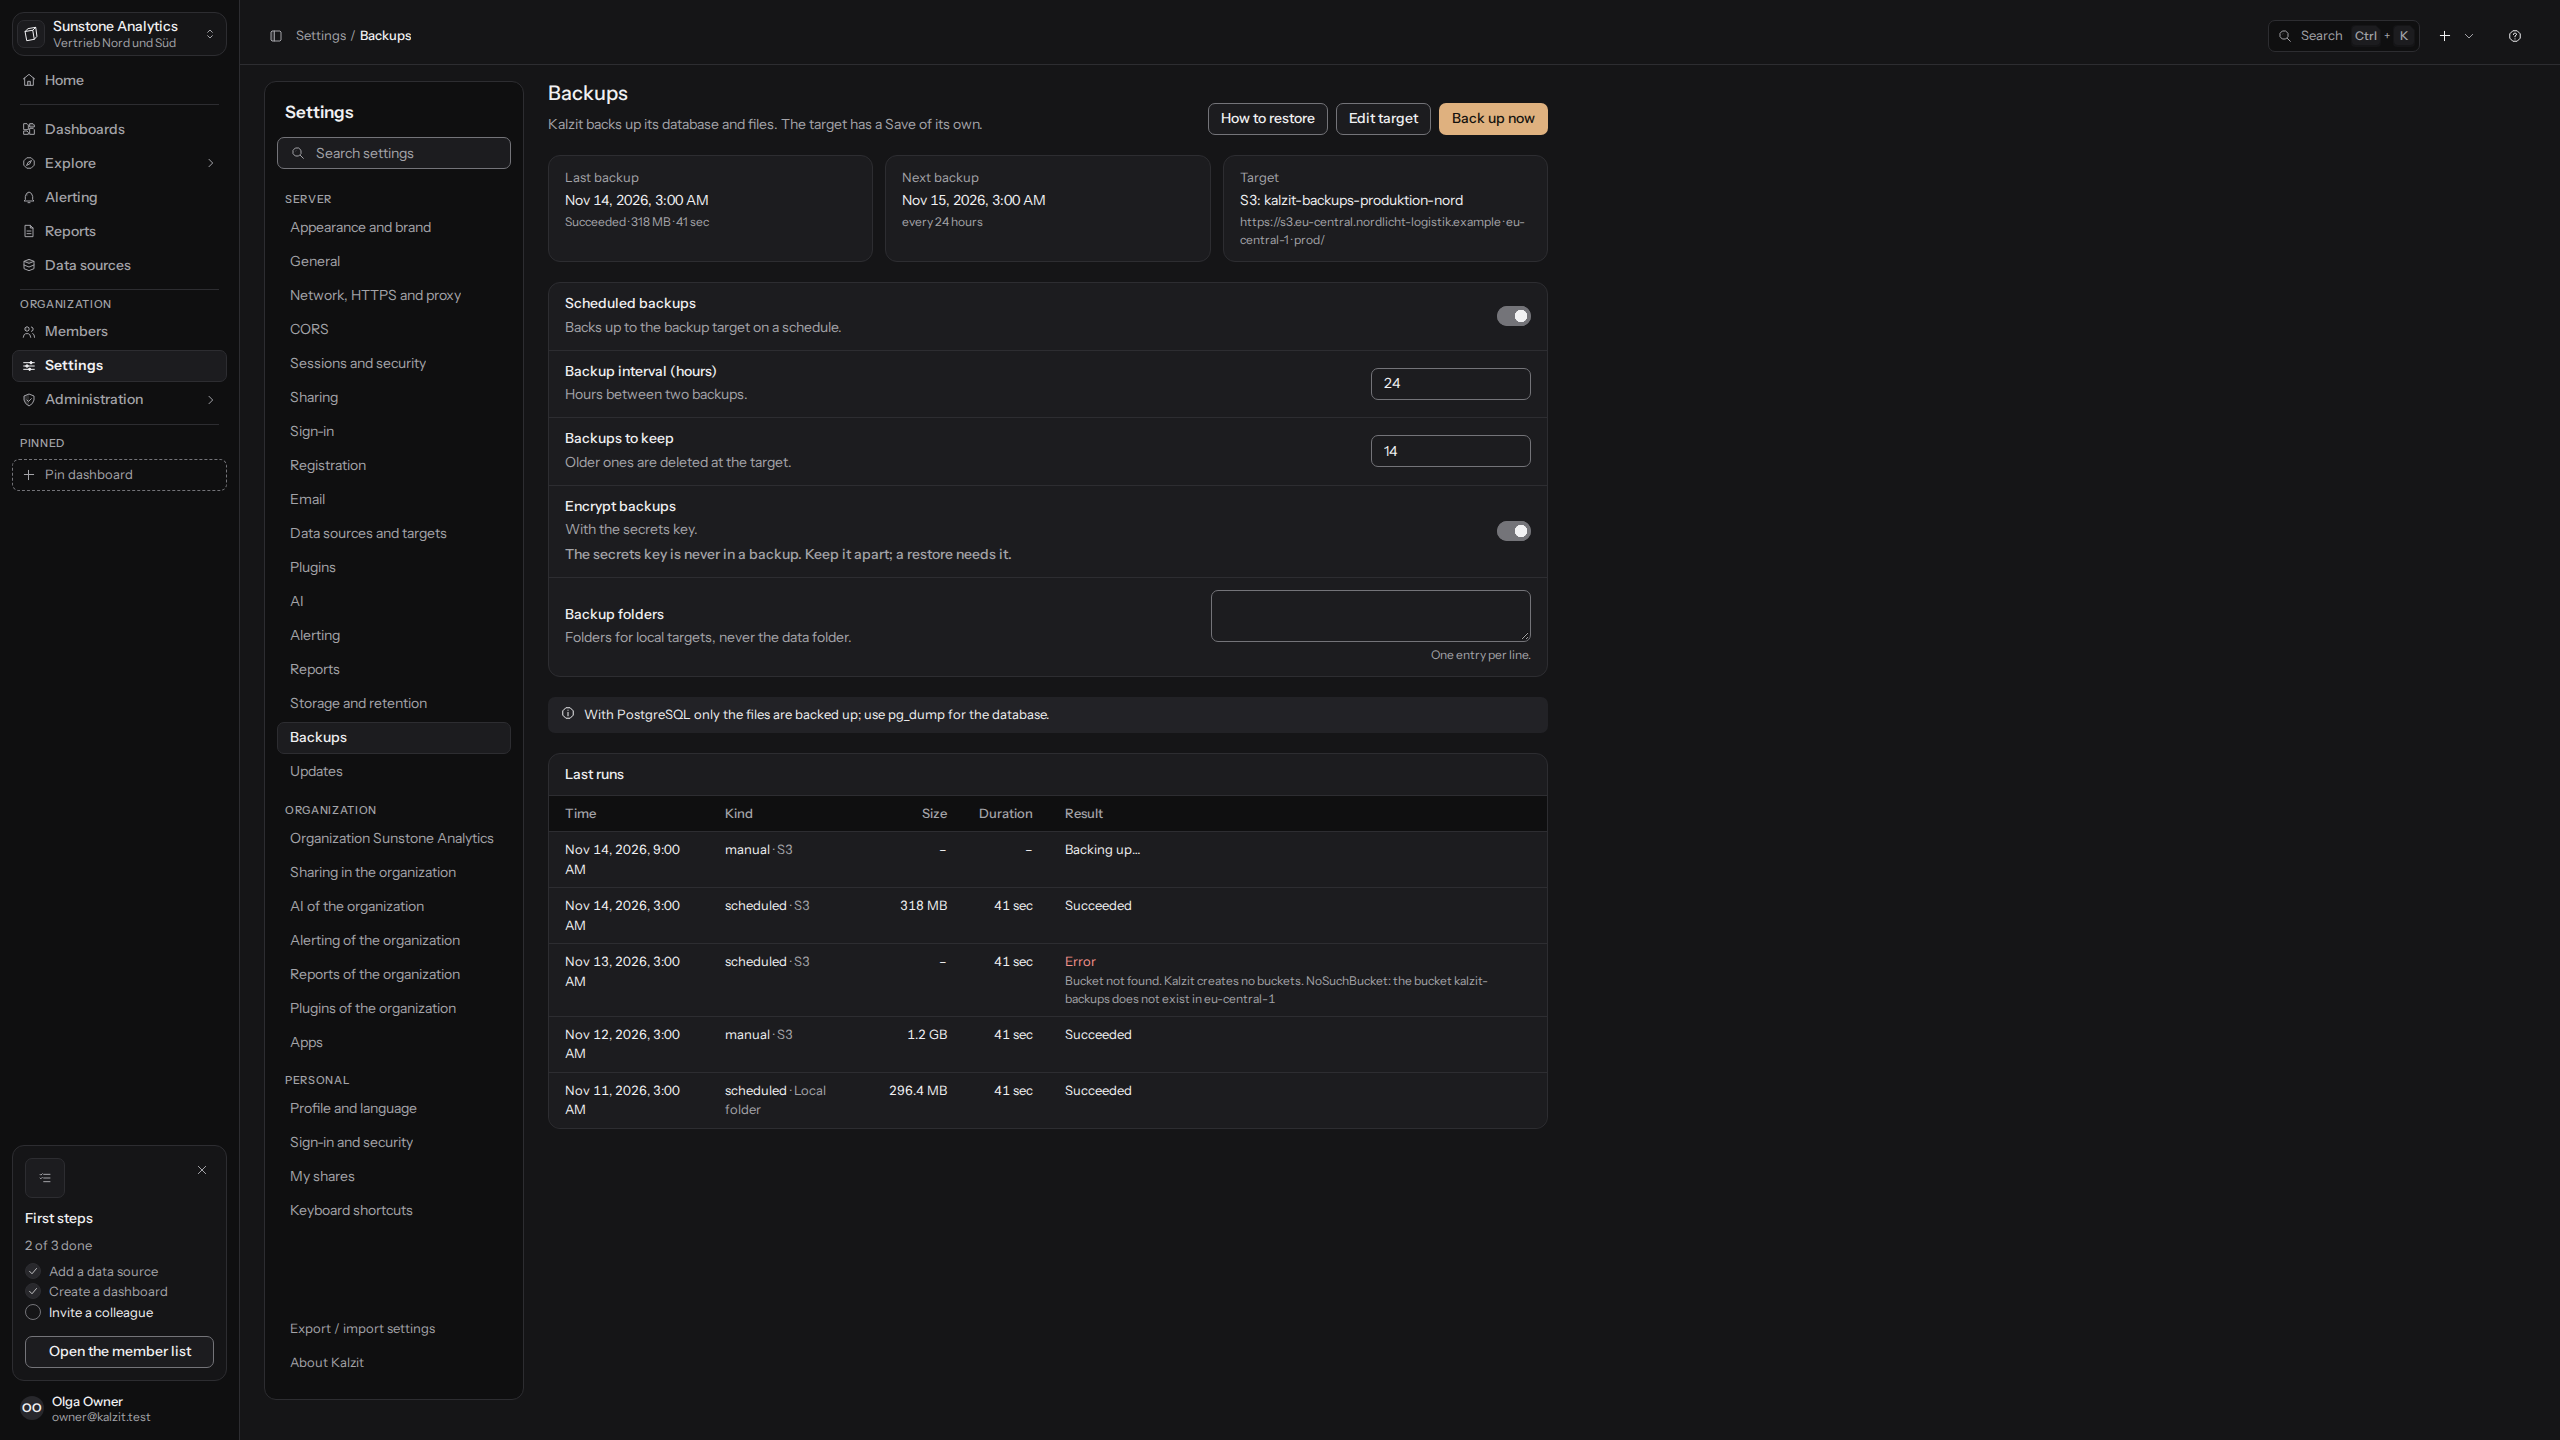 Sunstone Analytics
Vertrieb Nord und Süd
Home
Dashboards
Explore
Alerting
Reports
Data sources
ORGANIZATION
Members
Settings
Administration
PINNED
Pin dashboard
First steps
2 of 3 done
Add a data source
Create a dashboard
Invite a colleague
Open the member list
OO
Olga Owner
owner@kalzit.test
Settings / Backups
Search Ctrl + K
Settings
Search settings
SERVER
Appearance and brand
General
Network, HTTPS and proxy
CORS
Sessions and security
Sharing
Sign-in
Registration
Email
Data sources and targets
Plugins
AI
Alerting
Reports
Storage and retention
Backups
Updates
ORGANIZATION
Organization Sunstone Analytics
Sharing in the organization
AI of the organization
Alerting of the organization
Reports of the organization
Plugins of the organization
Apps
PERSONAL
Profile and language
Sign-in and security
My shares
Keyboard shortcuts
Export / import settings
About Kalzit
Backups
Kalzit backs up its database and files. The target has a Save of its own.
How to restore
Edit target
Back up now
Last backup
Nov 14, 2026, 3:00 AM
Succeeded · 318 MB · 41 sec
Next backup
Nov 15, 2026, 3:00 AM
every 24 hours
Target
S3: kalzit-backups-produktion-nord
https://s3.eu-central.nordlicht-logistik.example · eu-
central-1 · prod/
Scheduled backups
Backs up to the backup target on a schedule.
Backup interval (hours)
Hours between two backups.
24
Backups to keep
Older ones are deleted at the target.
14
Encrypt backups
With the secrets key.
The secrets key is never in a backup. Keep it apart; a restore needs it.
Backup folders
Folders for local targets, never the data folder.
One entry per line.
With PostgreSQL only the files are backed up; use pg_dump for the database.
Last runs
Time Kind Size Duration Result
Nov 14, 2026, 9:00 manual · S3 – – Backing up…
AM
Nov 14, 2026, 3:00 scheduled · S3 318 MB 41 sec Succeeded
AM
Nov 13, 2026, 3:00 scheduled · S3 – 41 sec Error
AM
Bucket not found. Kalzit creates no buckets. NoSuchBucket: the bucket kalzit-
backups does not exist in eu-central-1
Nov 12, 2026, 3:00 manual · S3 1.2 GB 41 sec Succeeded
AM
Nov 11, 2026, 3:00 scheduled · Local 296.4 MB 41 sec Succeeded
AM folder